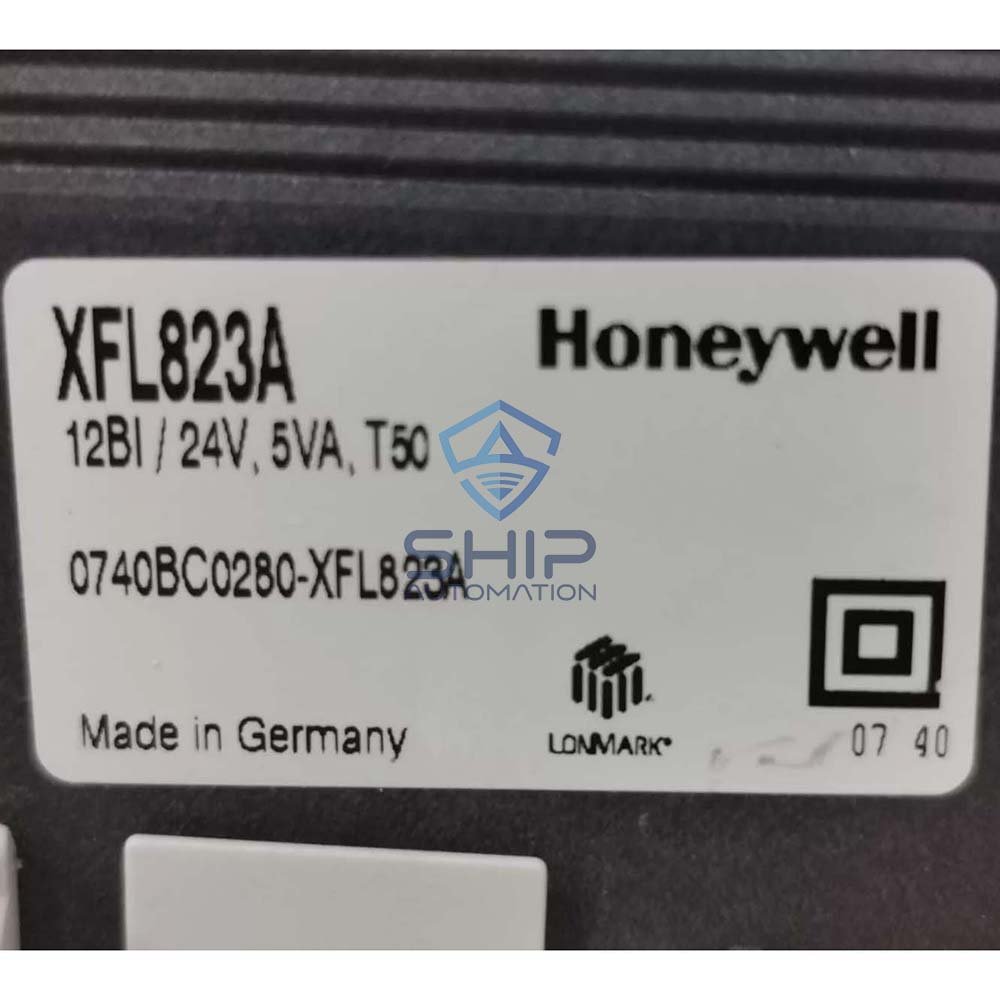 XFL823A
Honeywell
12BI / 24V, 5VA, T50
SHIP
AUTOMATION
0740BC0280-XFL823A
Made in Germany
LONMARK®
07 40